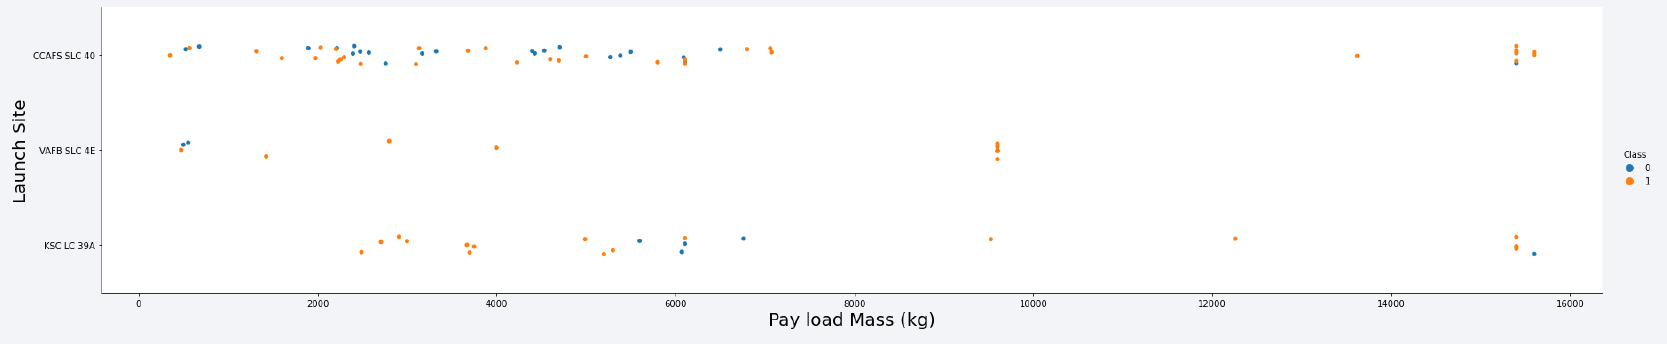 Launch Site
CCAFS SLC 40
VAFB SLC 4E
KSC LC 39A
0 2000 4000 6000 8000 10000 12000 14000 16000
Pay load Mass (kg)
Class
0
1